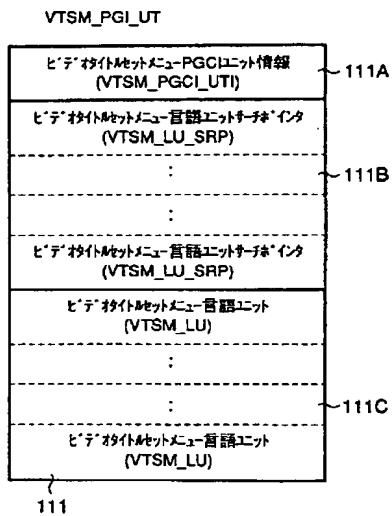 VTSM_PGI_UT
ビデオタイトルセットメニューPGCIユニット情報
(VTSM_PGCI_UTI)
111A
ビデオタイトルセットメニュー言語ユニットサーチポインタ
(VTSM_LU_SRP)
:
111B
:
ビデオタイトルセットメニュー言語ユニットサーチポインタ
(VTSM_LU_SRP)
ビデオタイトルセットメニュー言語ユニット
(VTSM_LU)
:
:
111C
ビデオタイトルセットメニュー言語ユニット
(VTSM_LU)
111